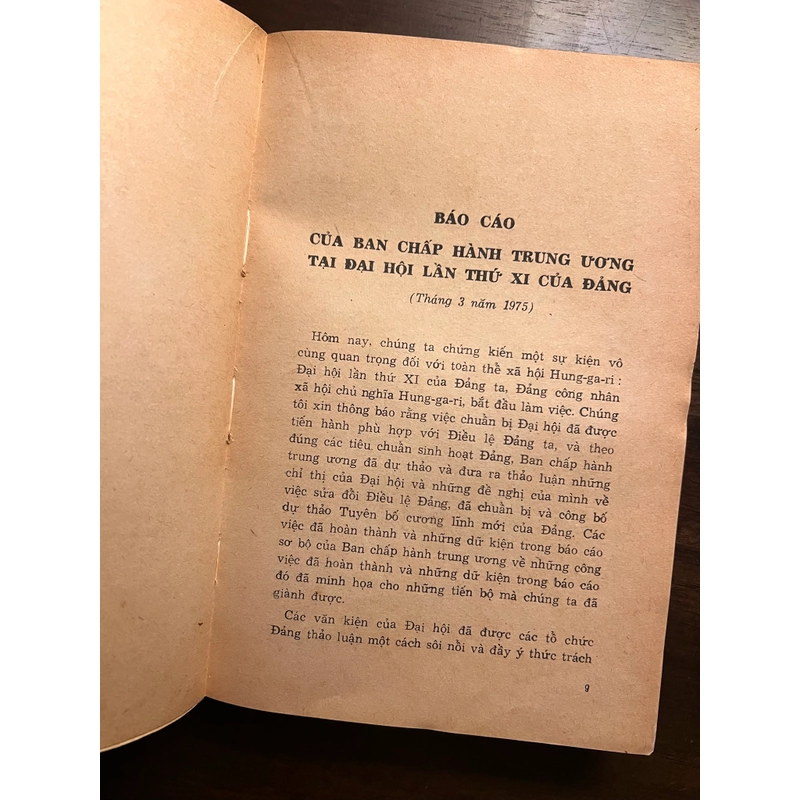 BÁO CÁO
CỦA BAN CHẤP HÀNH TRUNG ƯƠNG
TẠI ĐẠI HỘI LẦN THỨ XI CỦA ĐẢNG
(Tháng 3 năm 1975)
Hôm nay, chúng ta chứng kiến một sự kiện vô
cùng quan trọng đối với toàn thể xã hội Hung-ga-ri :
Đại hội lần thứ XI của Đảng ta, Đảng công nhân
xã hội chủ nghĩa Hung-ga-ri, bắt đầu làm việc. Chúng
tôi xin thông báo rằng việc chuẩn bị Đại hội đã được
tiến hành phù hợp với Điều lệ Đảng ta, và theo
đúng các tiêu chuẩn sinh hoạt Đảng, Ban chấp hành
trung ương đã dự thảo và đưa ra thảo luận những
chỉ thị của Đại hội và những đề nghị của mình về
việc sửa đổi Điều lệ Đảng, đã chuẩn bị và công bố
dự thảo Tuyên bố cương lĩnh mới của Đảng. Các
việc đã hoàn thành và những dữ kiện trong báo cáo
sơ bộ của Ban chấp hành trung ương về những công
việc đã hoàn thành và những dữ kiện trong báo cáo
đó đã minh họa cho những tiến bộ mà chúng ta đã
giành được.
Các văn kiện của Đại hội đã được các tổ chức
Đảng thảo luận một cách sôi nổi và đầy ý thức trách
9